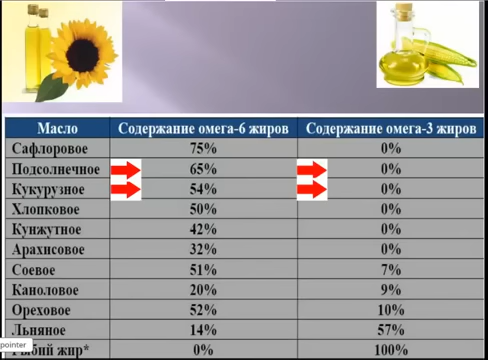 Масло Содержание омега-6 жиров Содержание омега-3 жиров
Сафлоровое 75% 0%
Подсолнечное 65% 0%
Кукурузное 54% 0%
Хлопковое 50% 0%
Кунжутное 42% 0%
Арахисовое 32% 0%
Соевое 51% 7%
Каноловое 20% 9%
Ореховое 52% 10%
Льняное 14% 57%
pointer
жир* 0% 100%